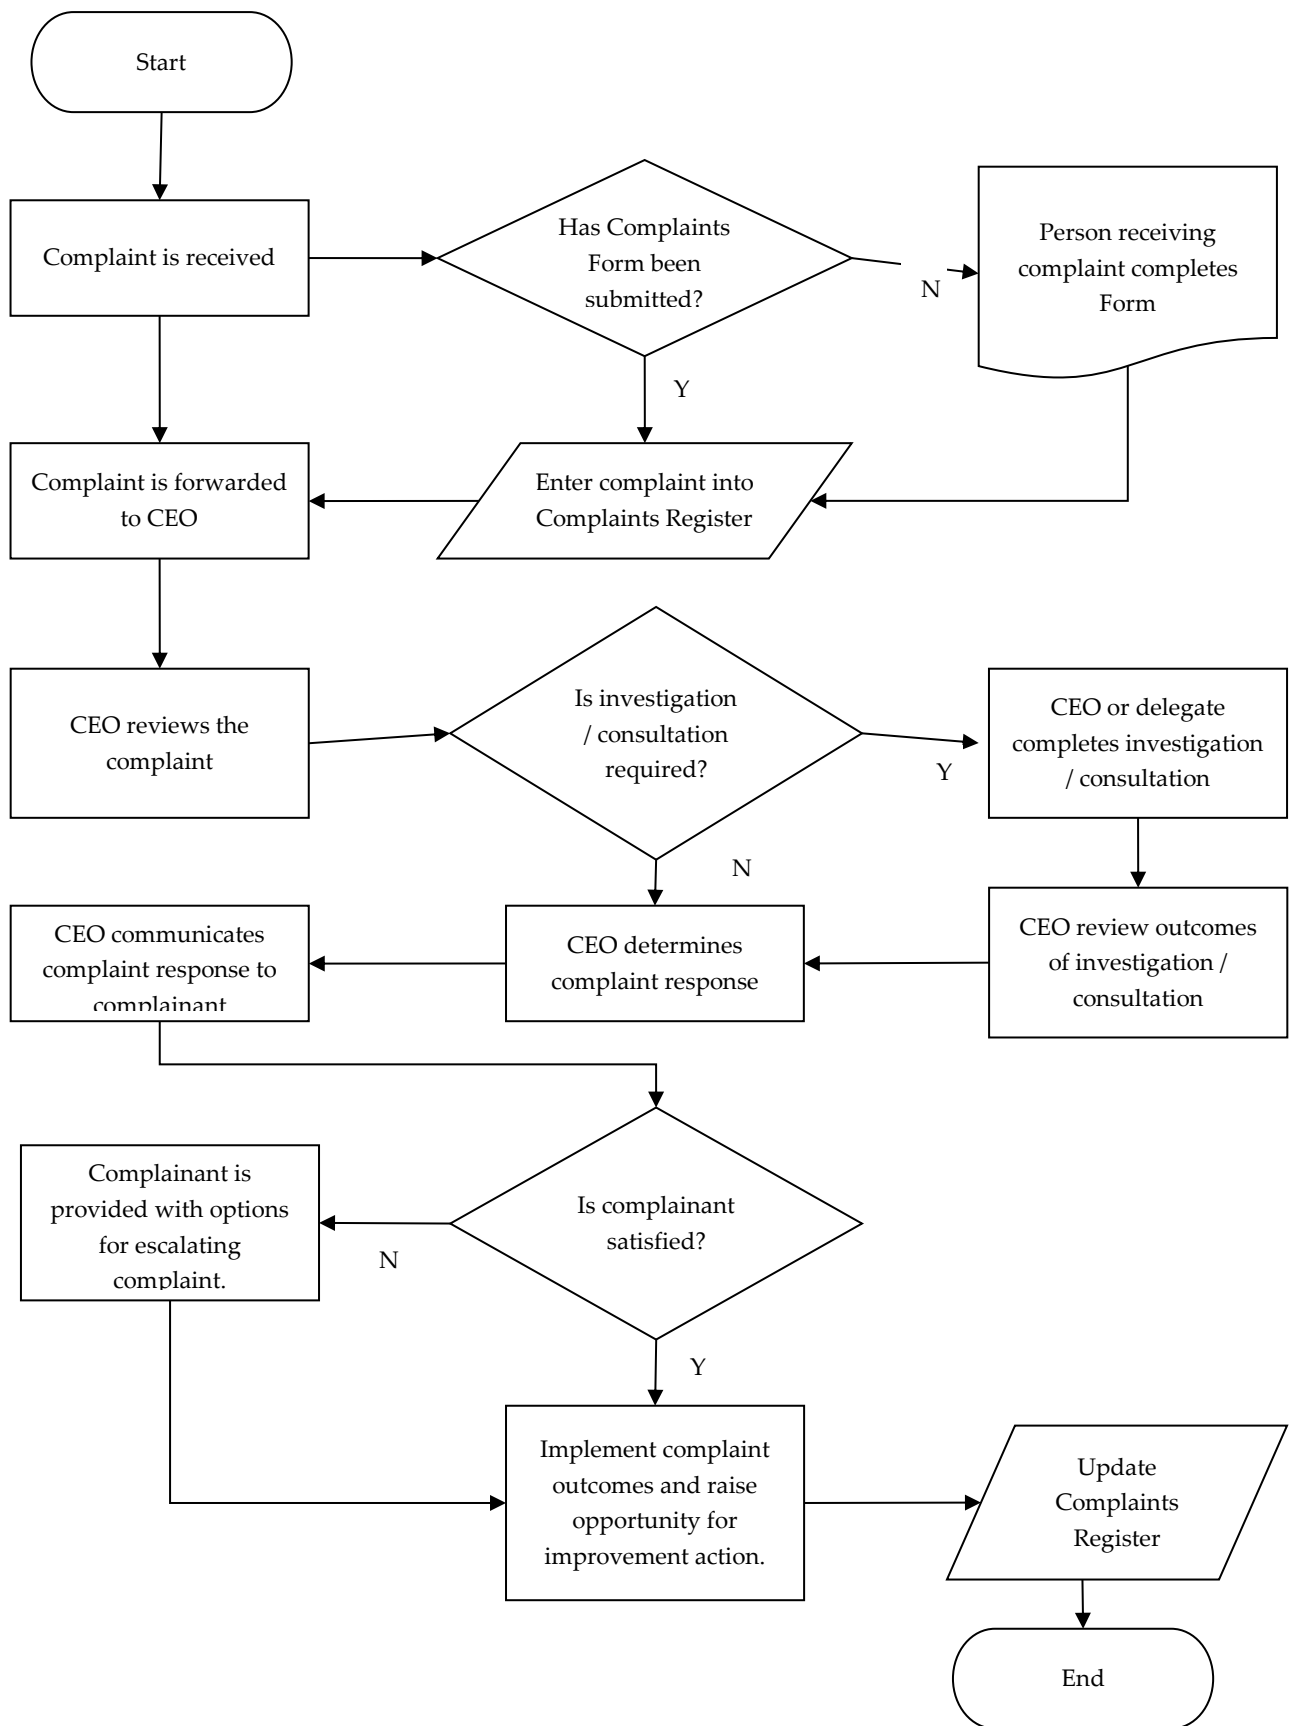 Start
Complaint is received
Has Complaints
Form been
submitted?
N
Person receiving
complaint completes
Form
Y
Complaint is forwarded
to CEO
Enter complaint into
Complaints Register
CEO reviews the
complaint
Is investigation
/ consultation
required?
Y
CEO or delegate
completes investigation
/ consultation
N
CEO communicates
complaint response to
complainant
CEO determines
complaint response
CEO review outcomes
of investigation /
consultation
Complainant is
provided with options
for escalating
complaint.
N
Is complainant
satisfied?
Y
Implement complaint
outcomes and raise
opportunity for
improvement action.
Update
Complaints
Register
End